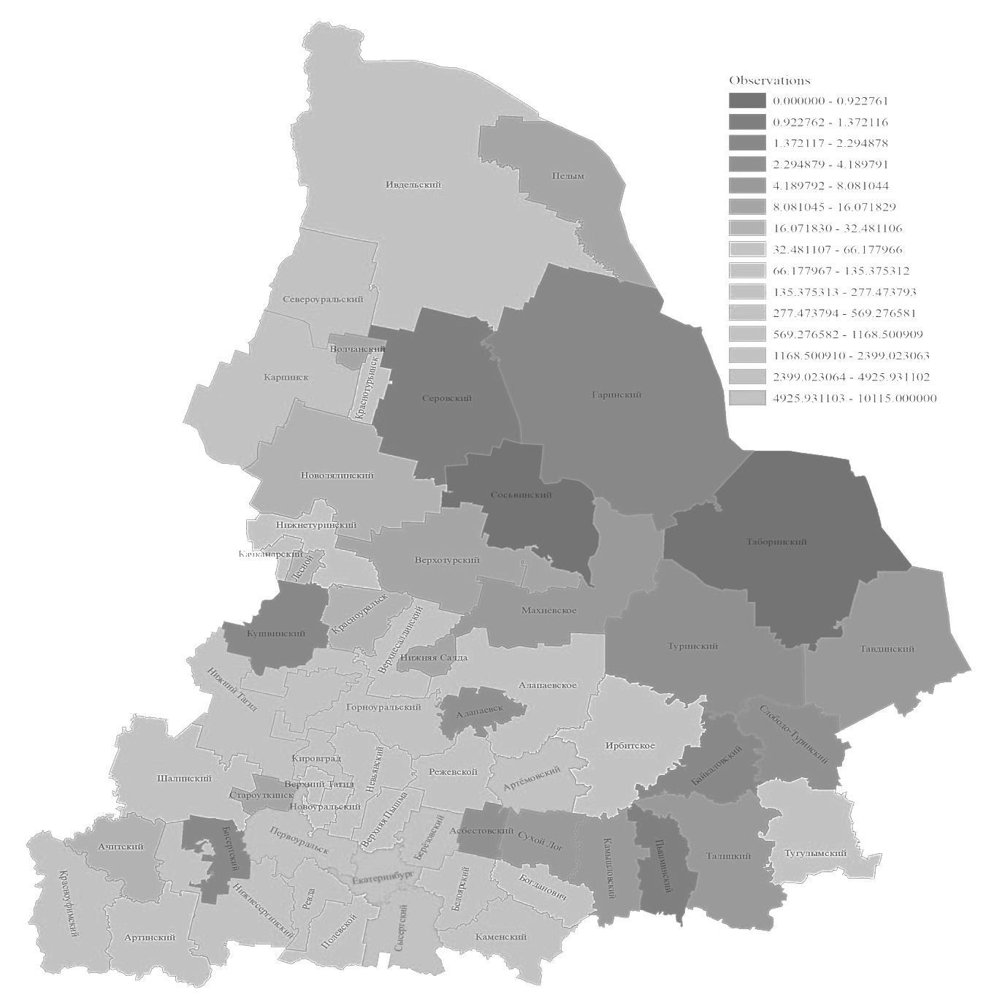 Observations
0.000000 - 0.922761
0.922762 - 1.372116
1.372117 - 2.294878
2.294879 - 4.189791
4.189792 - 8.081044
8.081045 - 16.071829
16.071830 - 32.481106
32.481107 - 66.177966
66.177967 - 135.375312
135.375313 - 277.473793
277.473794 - 569.276581
569.276582 - 1168.500909
1168.500910 - 2399.023063
2399.023064 - 4925.931102
4925.931103 - 10115.000000
Пелым
Ивдельский
Североуральский
Волчанский
Карпинск
Краснотурьинск
Серовский
Гаринский
Новолялинский
Сосьвинский
Нижнетуринский
Таборинский
Качканарский
Лесной
Верхотурский
Махнёвское
Красноуральск
Кушвинский
Верхнесалдинский
Туринский
Тавдинский
Нижняя Салда
Нижний Тагил
Алапаевское
Горноуральский
Алапаевск
Слободо-Туринский
Ирбитское
Кировград
Невьянский
Байкаловский
Режевской
Шалинский
Артёмовский
Верхний Тагил
Староуткинск
Новоуральский
Верхняя Пышма
Асбестовский
Берёзовский
Сухой Лог
Первоуральск
Бисертский
Ачитский
Камышловский
Пышминский
Талицкий
Тугулымский
Екатеринбург
Красноуфимский
Белоярский
Богданович
Ревда
Нижнесергинский
Артинский
Полевской
Сысертский
Каменский